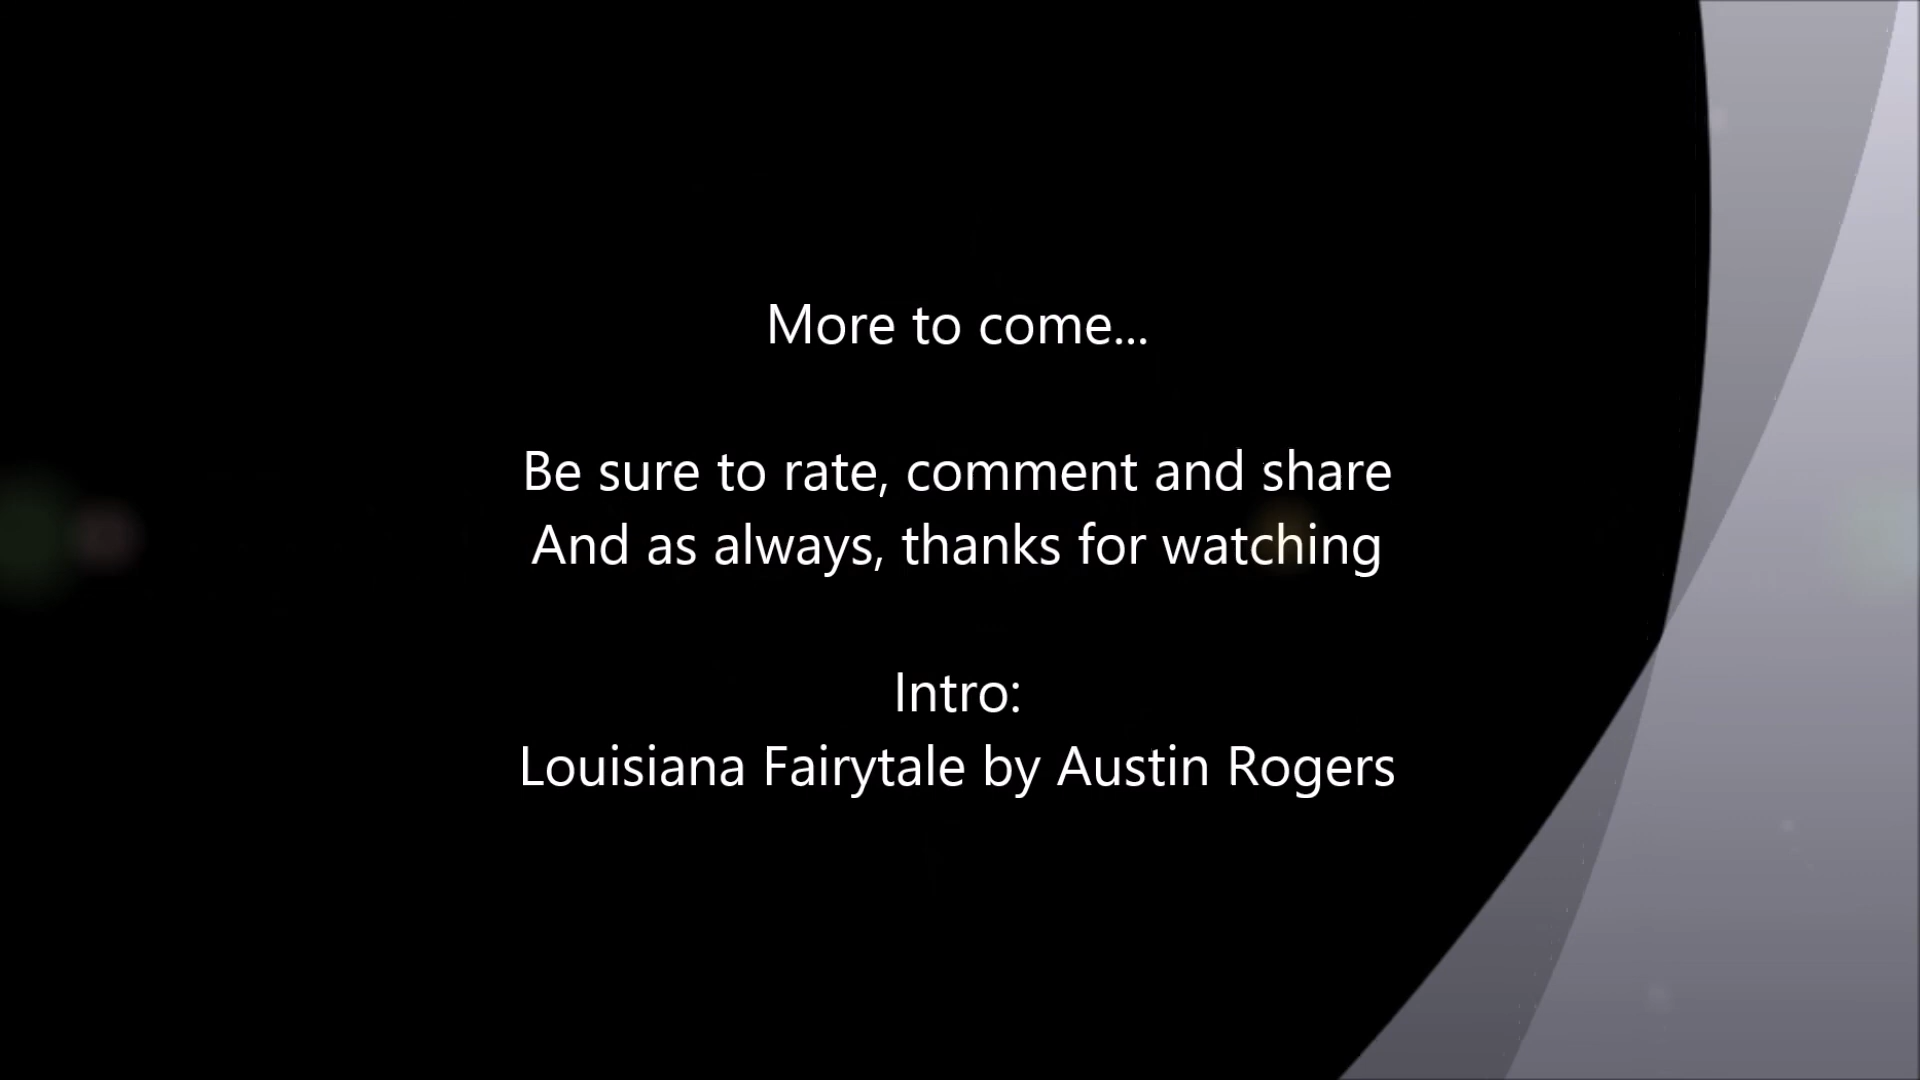 More to come...
Be sure to rate, comment and share
And as always, thanks for watching
Intro:
Louisiana Fairytale by Austin Rogers